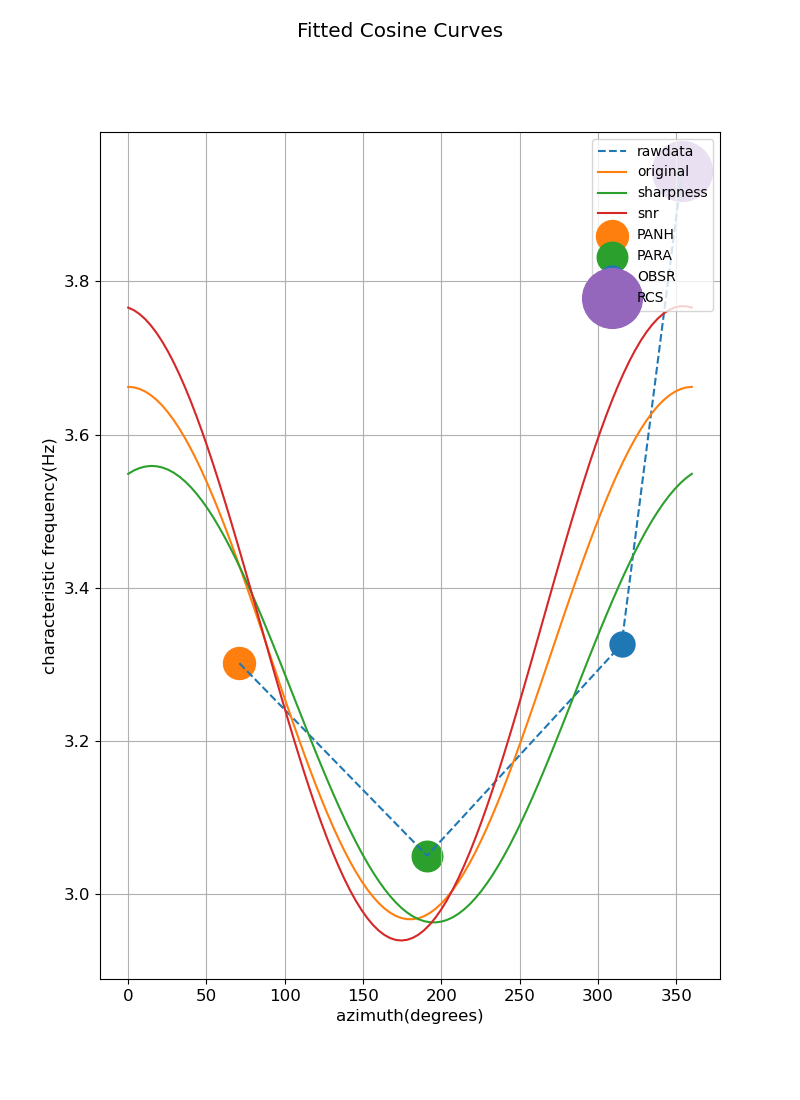 Fitted Cosine Curves
rawdata
original
sharpness
snr
PANH
PARA
OBSR
RCS
3.8
3.6
3.4
3.2
3.0
characteristic frequency(Hz)
0 50 100 150 200 250 300 350
azimuth(degrees)